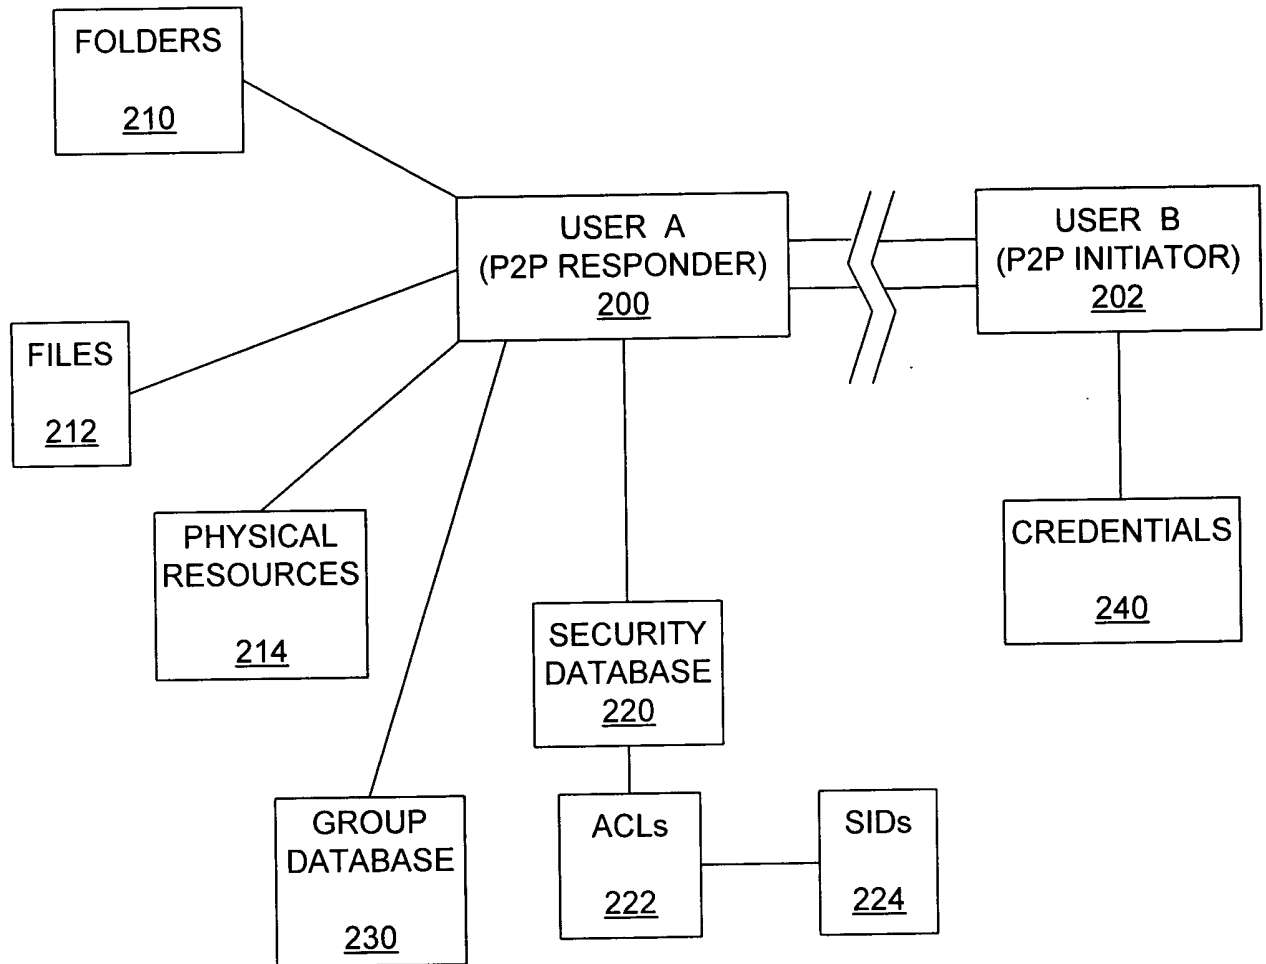 FOLDERS
210
USER A
(P2P RESPONDER)
200
USER B
(P2P INITIATOR)
202
FILES
212
PHYSICAL
RESOURCES
214
CREDENTIALS
240
SECURITY
DATABASE
220
GROUP
DATABASE
230
ACLs
222
SIDs
224